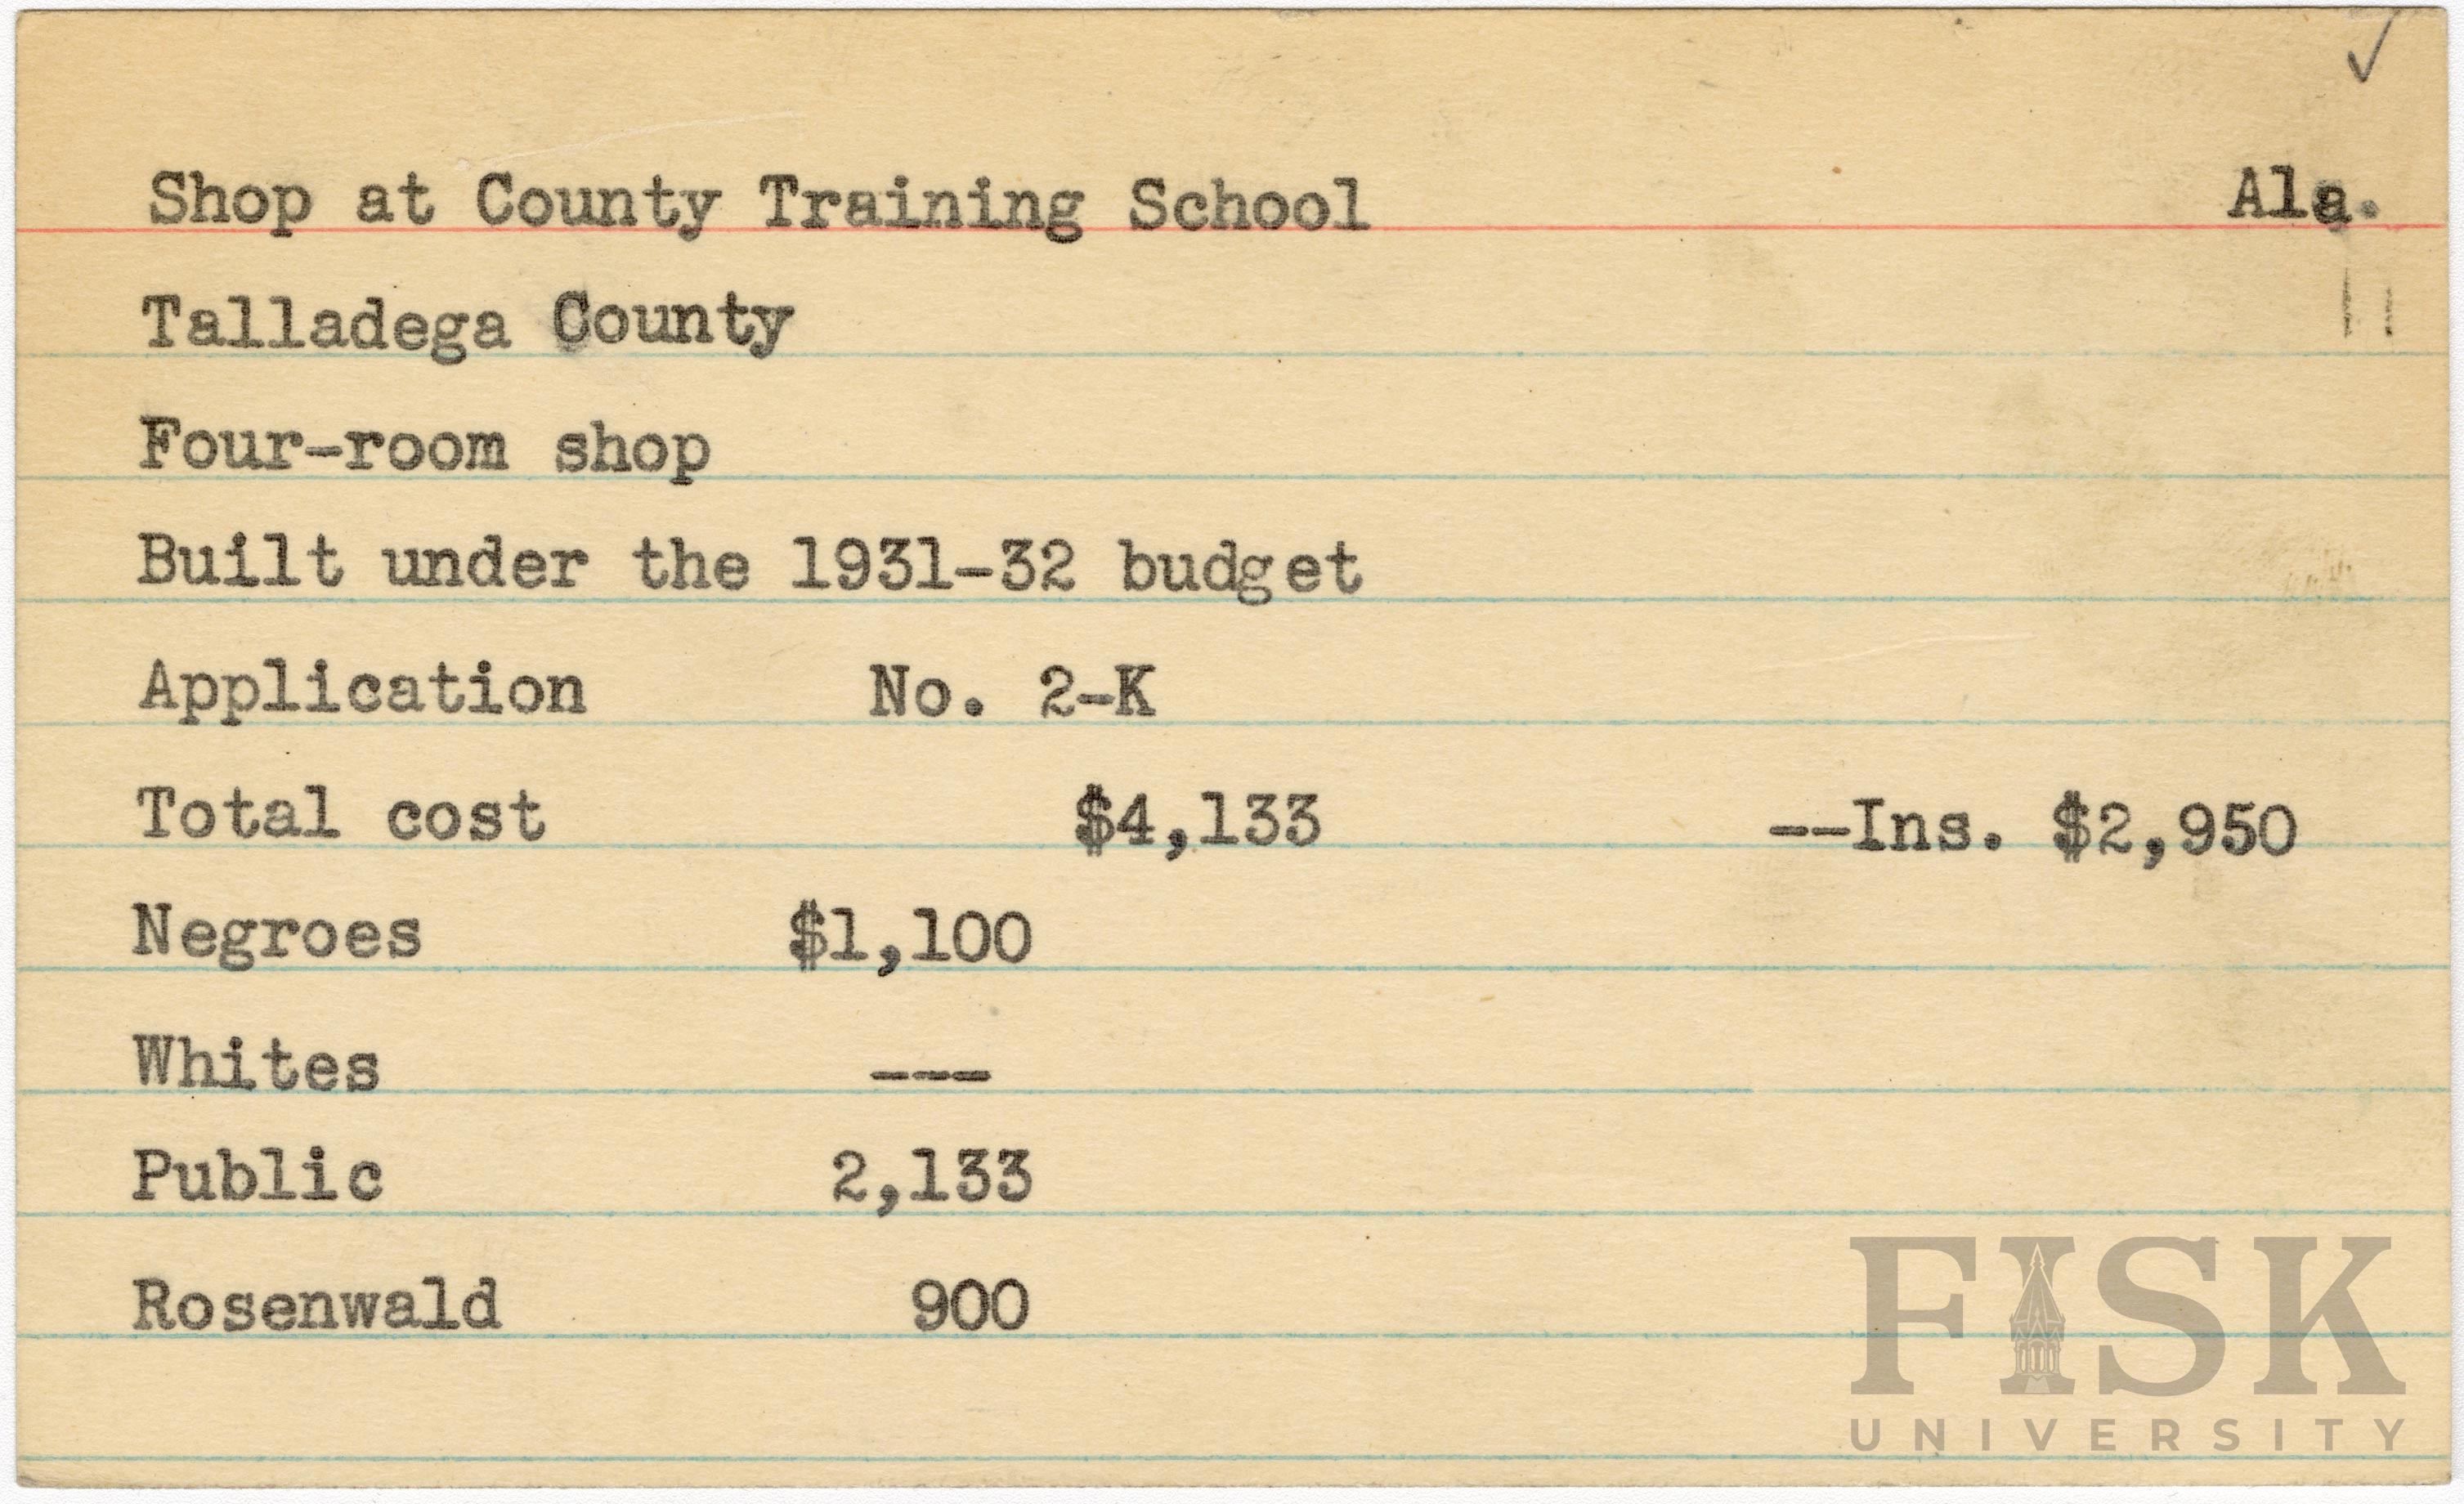 Shop at County Training School Ala.
Talladega County
Four-room shop
Built under the 1931-32 budget
Application No. 2-K
Total cost $4,133 --Ins. $2,950
Negroes $1,100
Whites ---
Public 2,133
Rosenwald 900
FISK
UNIVERSITY